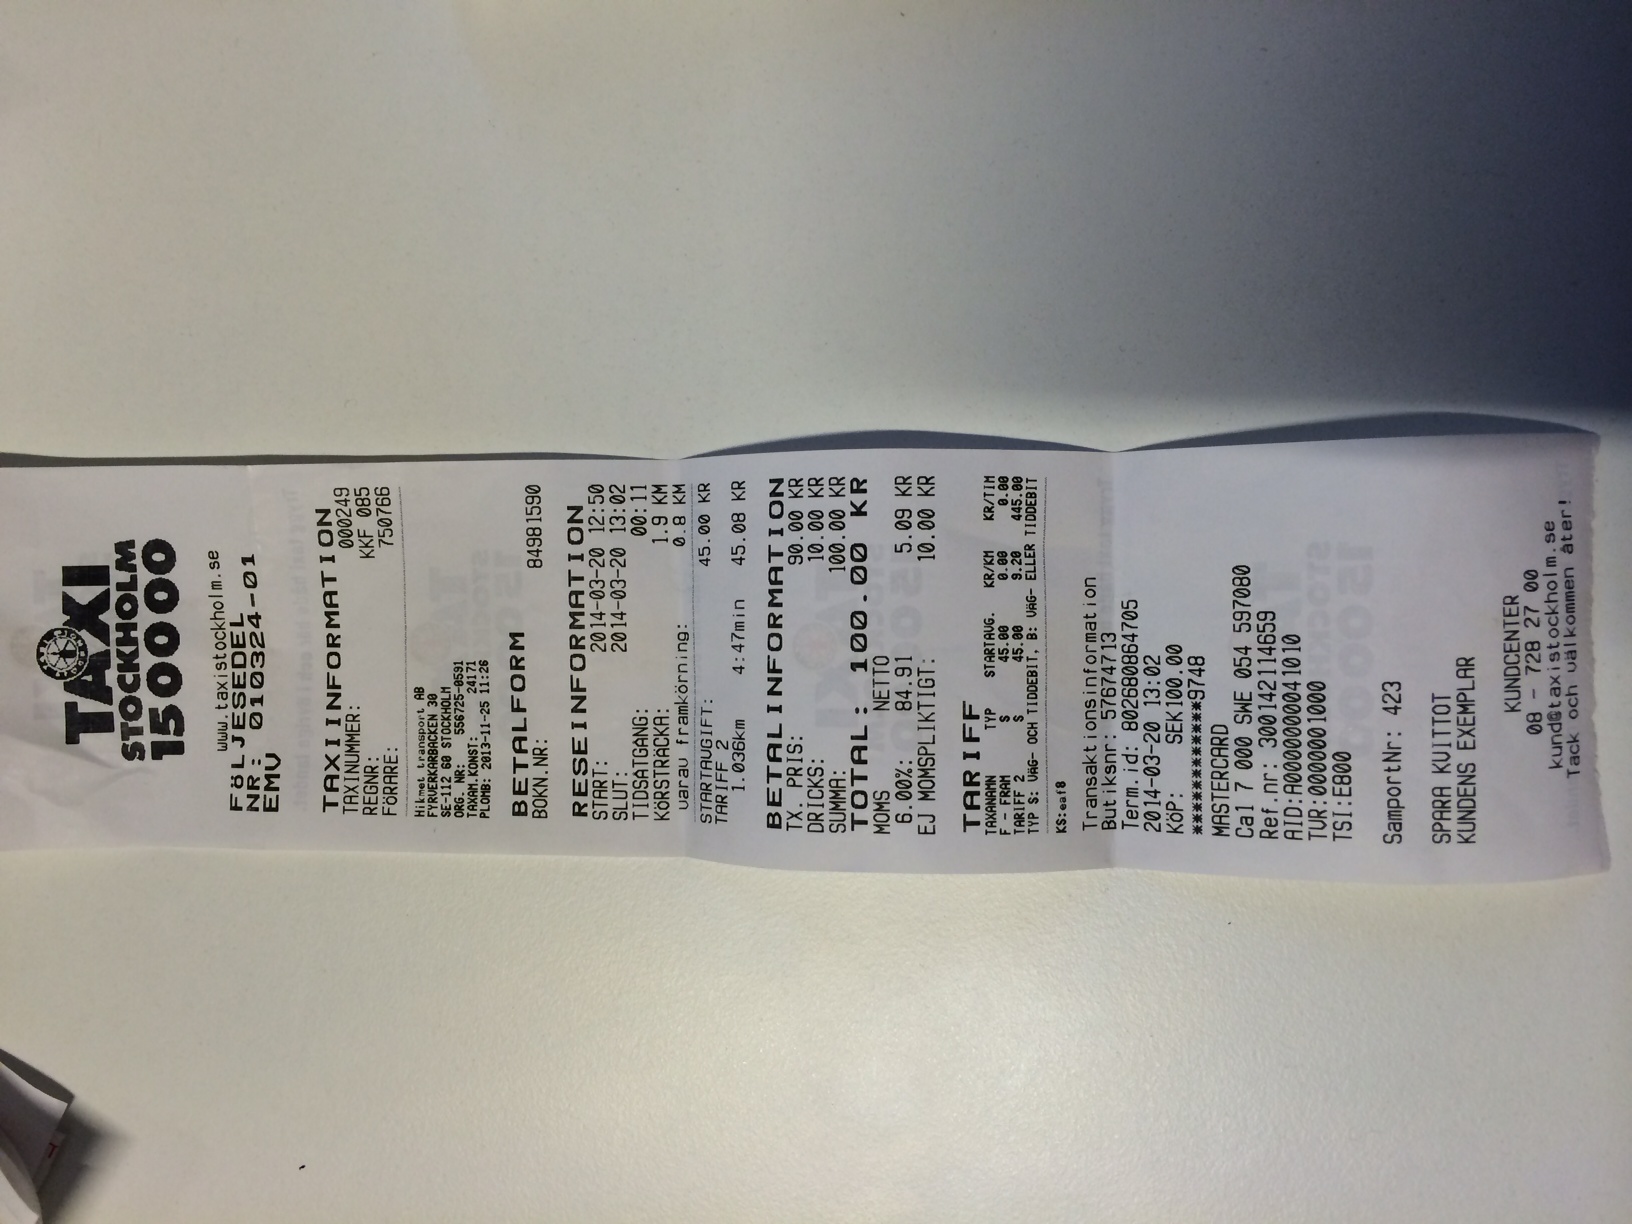 TAXI
STOCKHOLM
150000
www.taxistockholm.se
FÖLJESEDEL
NR: 010324-01
EMV
TAXIINFORMATION
TAXINUMMER: 000249
REGNR: KKF 085
FÖRARE: 750766
Hikmet transport AB
FYRVERKARBACKEN 30
SE-112 60 STOCKHOLM
ORG. NR: 556725-0591
TAXAM.KONST: 24171
PLOMB: 2013-11-25 11:26
BETALFORM
BOKN.NR: 84981590
RESEINFORMATION
START: 2014-03-20 12:50
SLUT: 2014-03-20 13:02
TIDSÅTGÅNG: 00:11
KÖRSTRÄCKA: 1.9 KM
varav framkörning: 0.8 KM
STARTAVGIFT: 45.00 KR
TARIFF 2
1.036km 4:47min 45.08 KR
BETALINFORMATION
TX. PRIS: 90.00 KR
DRICKS: 10.00 KR
SUMMA: 100.00 KR
TOTAL: 100.00 KR
MOMS NETTO
6.00%: 84.91 5.09 KR
EJ MOMSPLIKTIGT: 10.00 KR
TARIFF
TAXANAMN TYP STARTAVG. KR/KM KR/TIM
F - FRAM S 45.00 0.00 0.00
TARIFF 2 S 45.00 9.20 445.00
TYP S: VÄG- OCH TIDDEBIT, B: VÄG- ELLER TIDDEBIT
KS:eaf8
Transaktionsinformation
Butiksnr: 57674713
Term.id: 802680864705
2014-03-20 13:02
KÖP: SEK100.00
************9748
MASTERCARD
Ca1 7 000 SWE 054 597080
Ref.nr: 300142114659
AID:A0000000041010
TVR:0000001000
TSI:E800
SamportNr: 423
SPARA KVITTOT
KUNDENS EXEMPLAR
KUNDCENTER
08 - 728 27 00
kund@taxistockholm.se
Tack och välkommen åter!